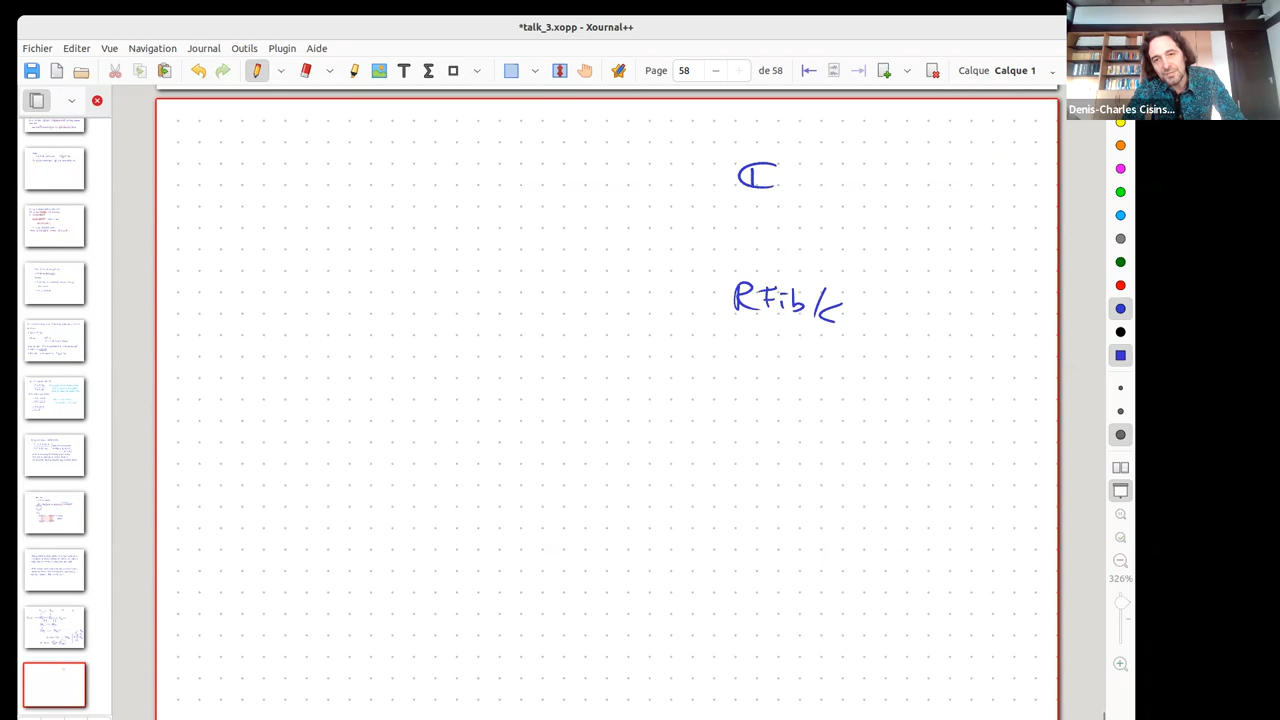 *talk_3.xopp - Xournal++
Fichier Editer Vue Navigation Journal Outils Plugin Aide
Page 58 de 58 Calque Calque 1
Denis-Charles Cisins...
ℂ
RFib/C
326%